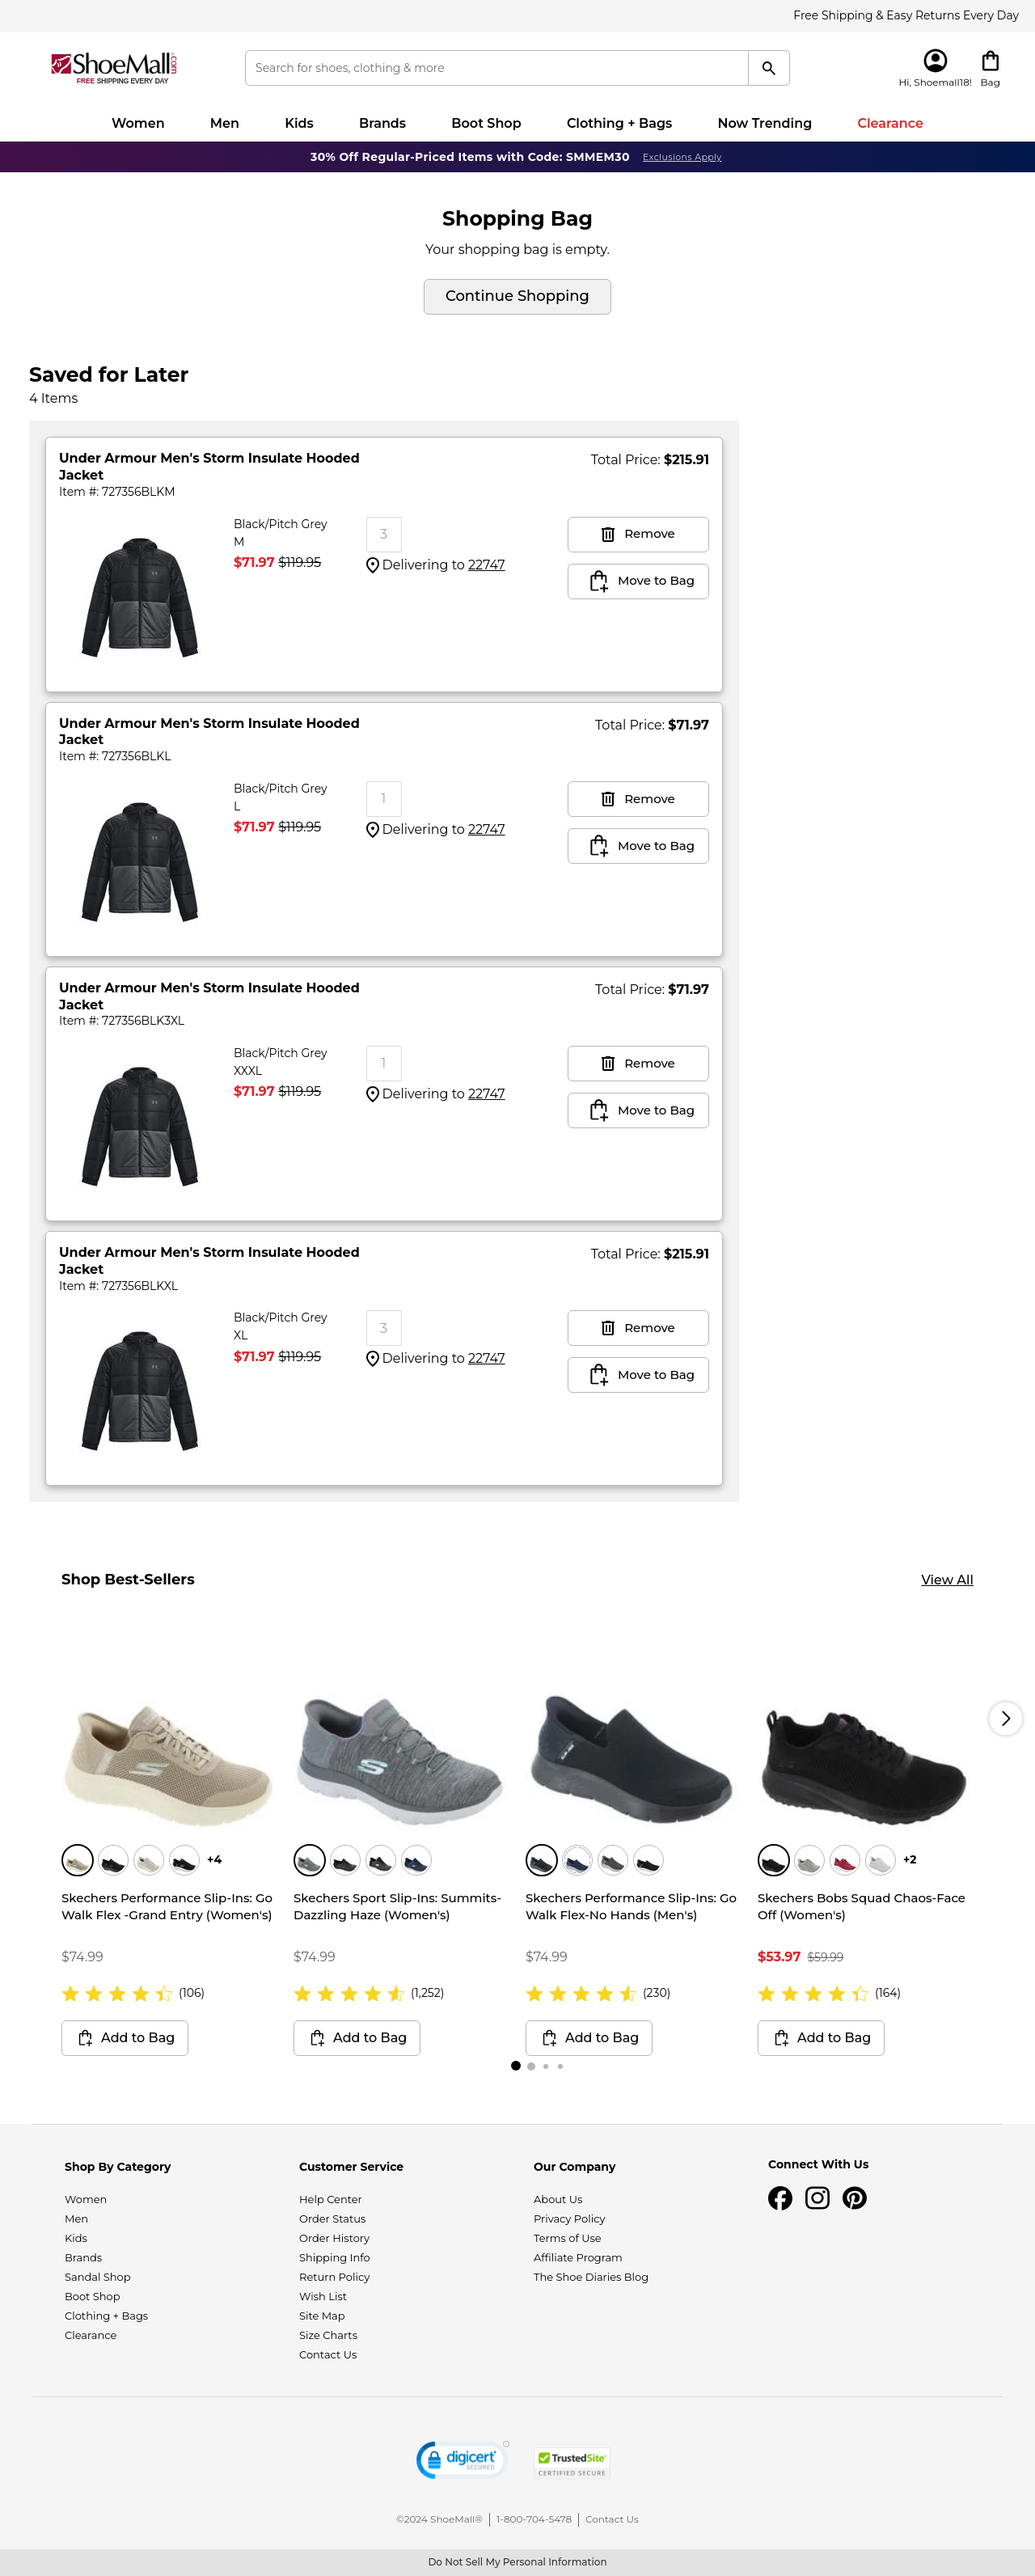 Free Shipping & Easy Returns Every Day
ShoeMall.com
FREE SHIPPING EVERY DAY
Search for shoes, clothing & more
Hi, Shoemall18!
Bag
Women Men Kids Brands Boot Shop Clothing + Bags Now Trending Clearance
30% Off Regular-Priced Items with Code: SMMEM30 Exclusions Apply
Shopping Bag
Your shopping bag is empty.
Continue Shopping
Saved for Later
4 Items
Under Armour Men's Storm Insulate Hooded
Jacket
Total Price: $215.91
Item #: 727356BLKM
Black/Pitch Grey
M
$71.97 $119.95
3
Delivering to 22747
Remove
Move to Bag
Under Armour Men's Storm Insulate Hooded
Jacket
Total Price: $71.97
Item #: 727356BLKL
Black/Pitch Grey
L
$71.97 $119.95
1
Delivering to 22747
Remove
Move to Bag
Under Armour Men's Storm Insulate Hooded
Jacket
Total Price: $71.97
Item #: 727356BLK3XL
Black/Pitch Grey
XXXL
$71.97 $119.95
1
Delivering to 22747
Remove
Move to Bag
Under Armour Men's Storm Insulate Hooded
Jacket
Total Price: $215.91
Item #: 727356BLKXL
Black/Pitch Grey
XL
$71.97 $119.95
3
Delivering to 22747
Remove
Move to Bag
Shop Best-Sellers
View All
+4
Skechers Performance Slip-Ins: Go
Walk Flex -Grand Entry (Women's)
$74.99
(106)
Add to Bag
Skechers Sport Slip-Ins: Summits-
Dazzling Haze (Women's)
$74.99
(1,252)
Add to Bag
Skechers Performance Slip-Ins: Go
Walk Flex-No Hands (Men's)
$74.99
(230)
Add to Bag
+2
Skechers Bobs Squad Chaos-Face
Off (Women's)
$53.97 $59.99
(164)
Add to Bag
Shop By Category
Women
Men
Kids
Brands
Sandal Shop
Boot Shop
Clothing + Bags
Clearance
Customer Service
Help Center
Order Status
Order History
Shipping Info
Return Policy
Wish List
Site Map
Size Charts
Contact Us
Our Company
About Us
Privacy Policy
Terms of Use
Affiliate Program
The Shoe Diaries Blog
Connect With Us
digicert
SECURED
TrustedSite
CERTIFIED SECURE
©2024 ShoeMall® 1-800-704-5478 Contact Us
Do Not Sell My Personal Information